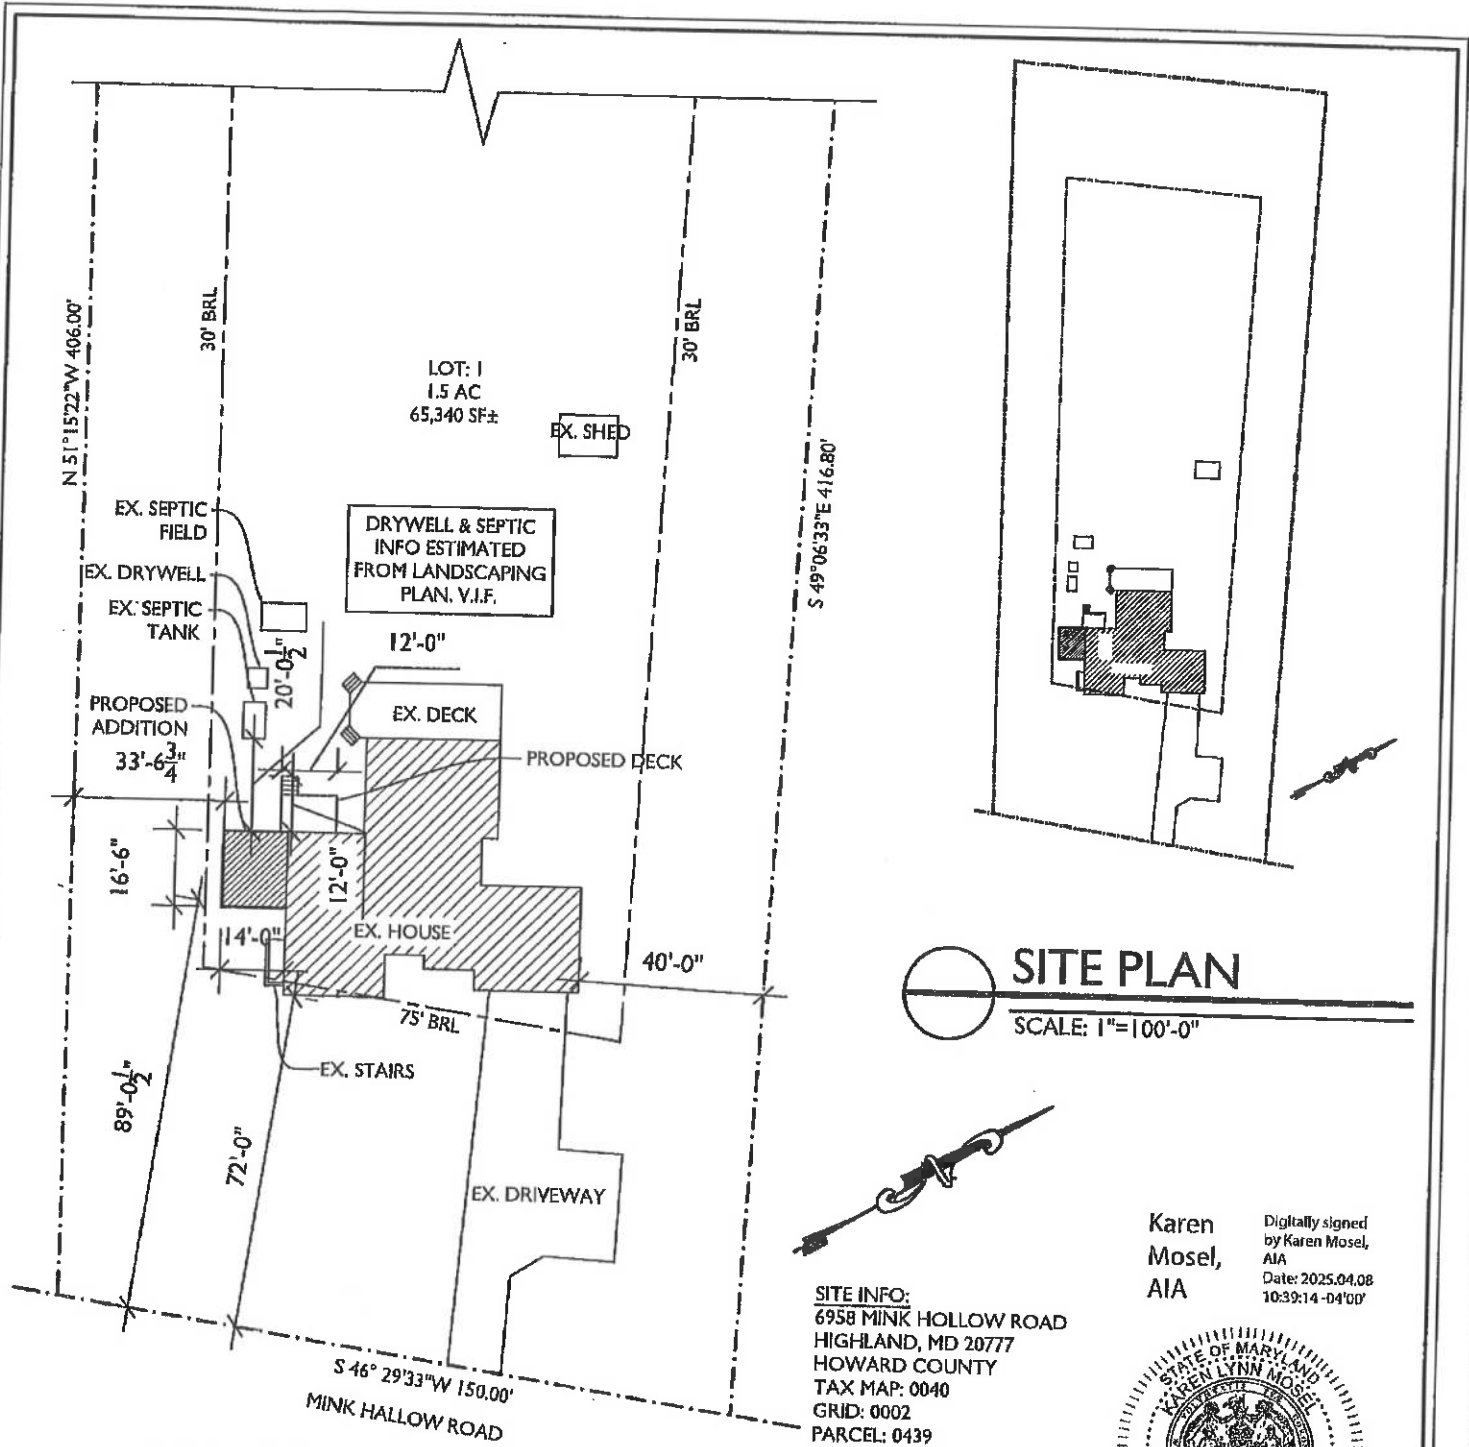 N 51°15'22"W 406.00'
30' BRL
LOT: 1
1.5 AC
65,340 SF±
EX. SHED
30' BRL
S 49°06'33"E 416.80'
EX. SEPTIC
FIELD
EX. DRYWELL
EX. SEPTIC
TANK
DRYWELL & SEPTIC
INFO ESTIMATED
FROM LANDSCAPING
PLAN. V.I.F.
20'-0 1/2"
12'-0"
PROPOSED
ADDITION
EX. DECK
PROPOSED DECK
33'-6 3/4"
16'-6"
12'-0"
14'-0"
EX. HOUSE
40'-0"
75' BRL
EX. STAIRS
89'-0 1/2"
72'-0"
EX. DRIVEWAY
S 46° 29'33"W 150.00'
MINK HALLOW ROAD
SITE PLAN
SCALE: 1"=100'-0"
N
N
Karen
Mosel,
AIA
Digitally signed
by Karen Mosel,
AIA
Date: 2025.04.08
10:39:14 -04'00'
SITE INFO:
6958 MINK HOLLOW ROAD
HIGHLAND, MD 20777
HOWARD COUNTY
TAX MAP: 0040
GRID: 0002
PARCEL: 0439
STATE OF MARYLAND
KAREN LYNN MOSEL